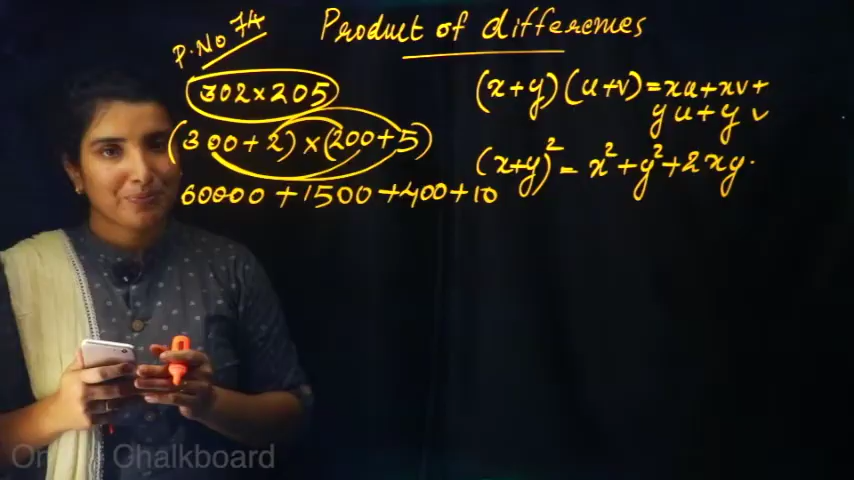 P.No 74
Product of differences
302×205
(300+2)×(200+5)
60000+1500+400+10
(x+y)(u+v)=xu+xv+
yu+yv
(x+y)²=x²+y²+2xy.
Chalkboard